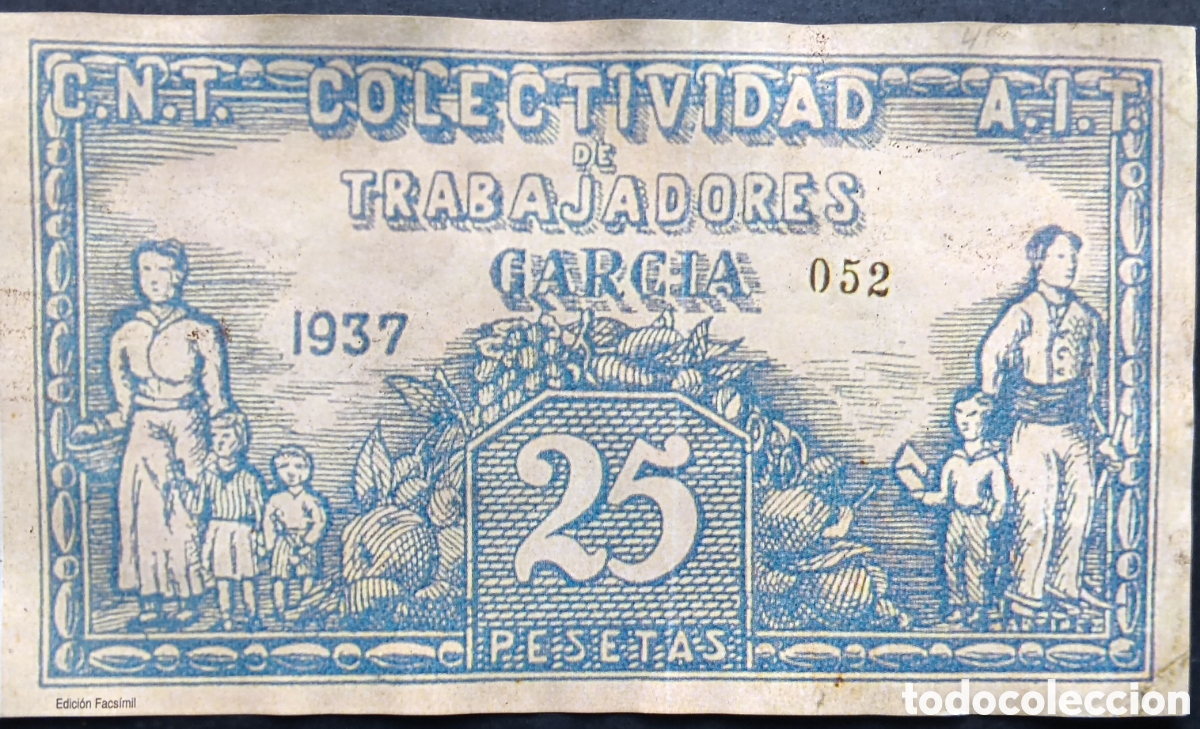 C.N.T. COLECTIVIDAD A.I.T.
DE
TRABAJADORES
GARCIA 052
1937
25
PESETAS
Edición Facsímil
todocoleccion